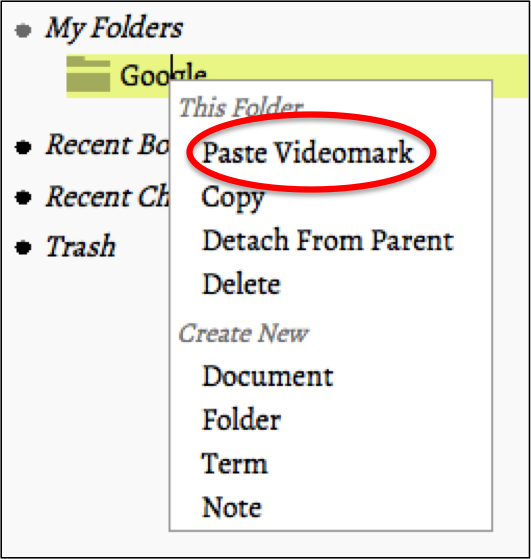 My Folders
Google
This Folder
Recent Bo
Paste Videomark
Recent Ch
Copy
Trash
Detach From Parent
Delete
Create New
Document
Folder
Term
Note